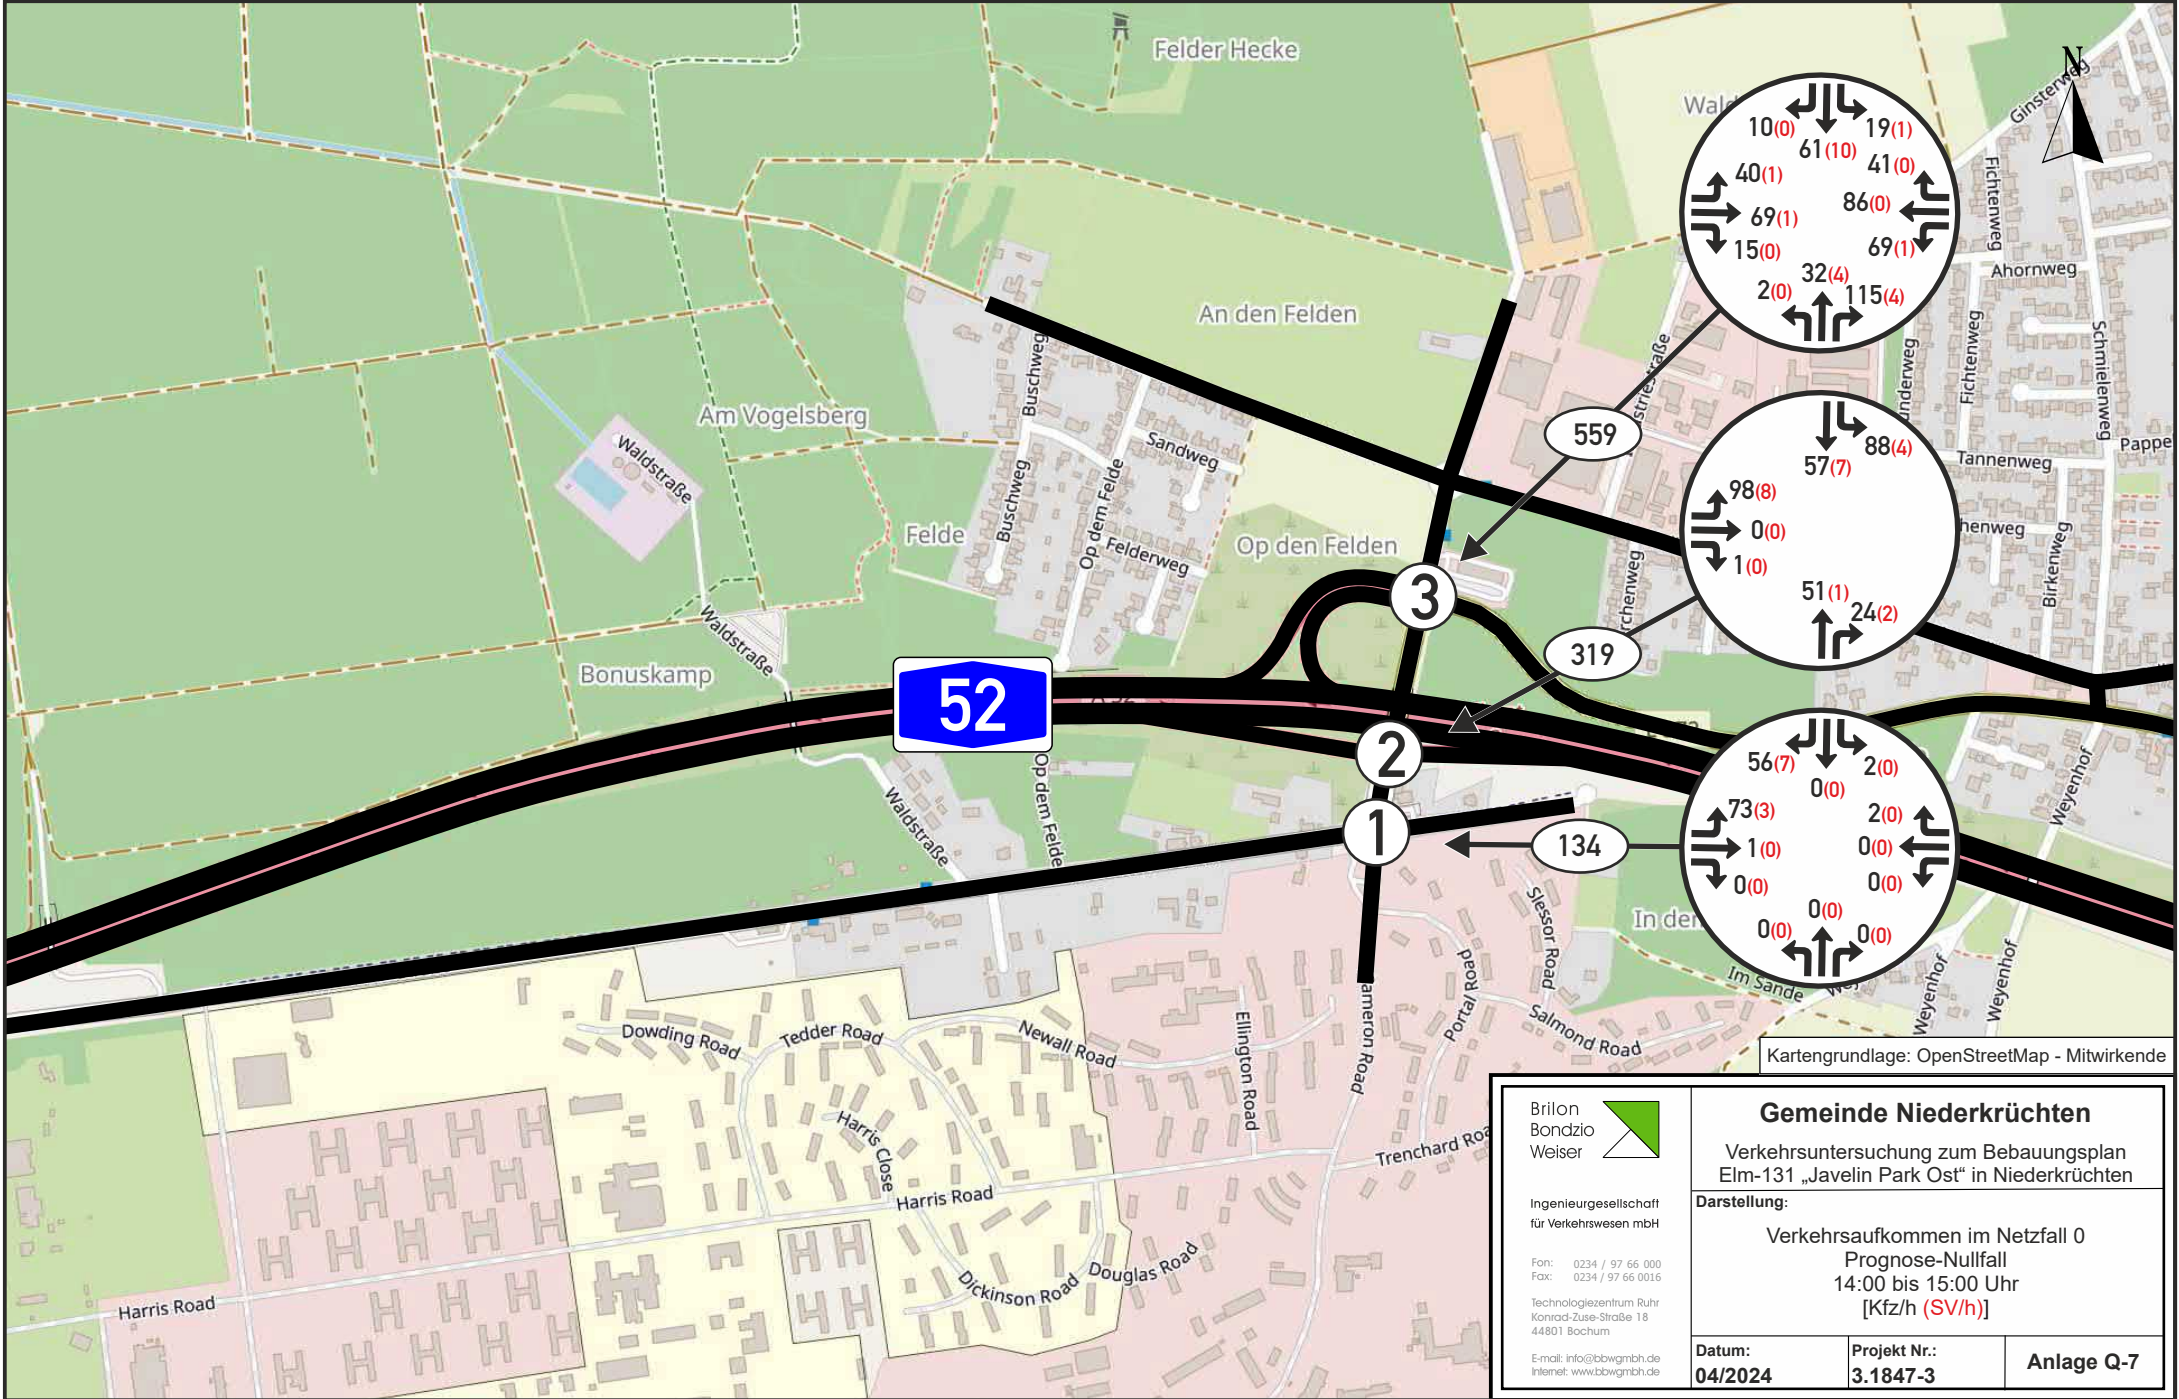 Felder Hecke
N
Ginsterweg
10(0)
19(1)
61(10)
41(0)
40(1)
86(0)
69(1)
15(0)
69(1)
32(4)
2(0)
115(4)
Fichtenweg
Ahornweg
An den Felden
Buschweg
Fichtenweg
Schmielenweg
Am Vogelsberg
Waldstraße
Sandweg
559
Tannenweg
88(4)
57(7)
98(8)
0(0)
1(0)
51(1)
24(2)
Buschweg
Op dem Felde
Felde
Felderweg
Op den Felden
Birkenweg
3
319
Waldstraße
Bonuskamp
52
2
Op dem Felde
Waldstraße
1
134
56(7)
2(0)
0(0)
73(3)
2(0)
1(0)
0(0)
0(0)
0(0)
0(0)
0(0)
0(0)
Weyenhof
Slessor Road
Im Sande
Weyenhof
Weyenhof
Portal Road
Salmond Road
Dowding Road
Tedder Road
Newall Road
Ellington Road
ameron Road
Kartengrundlage: OpenStreetMap - Mitwirkende
Harris Close
Harris Road
Trenchard Roa
Douglas Road
Dickinson Road
Harris Road
Brilon
Bondzio
Weiser
Ingenieurgesellschaft
für Verkehrswesen mbH
Fon: 0234 / 97 66 000
Fax: 0234 / 97 66 0016
Technologiezentrum Ruhr
Konrad-Zuse-Straße 18
44801 Bochum
E-mail: info@bbwgmbh.de
Internet: www.bbwgmbh.de
Gemeinde Niederkrüchten
Verkehrsuntersuchung zum Bebauungsplan
Elm-131 „Javelin Park Ost“ in Niederkrüchten
Darstellung:
Verkehrsaufkommen im Netzfall 0
Prognose-Nullfall
14:00 bis 15:00 Uhr
[Kfz/h (SV/h)]
Datum:
04/2024
Projekt Nr.:
3.1847-3
Anlage Q-7